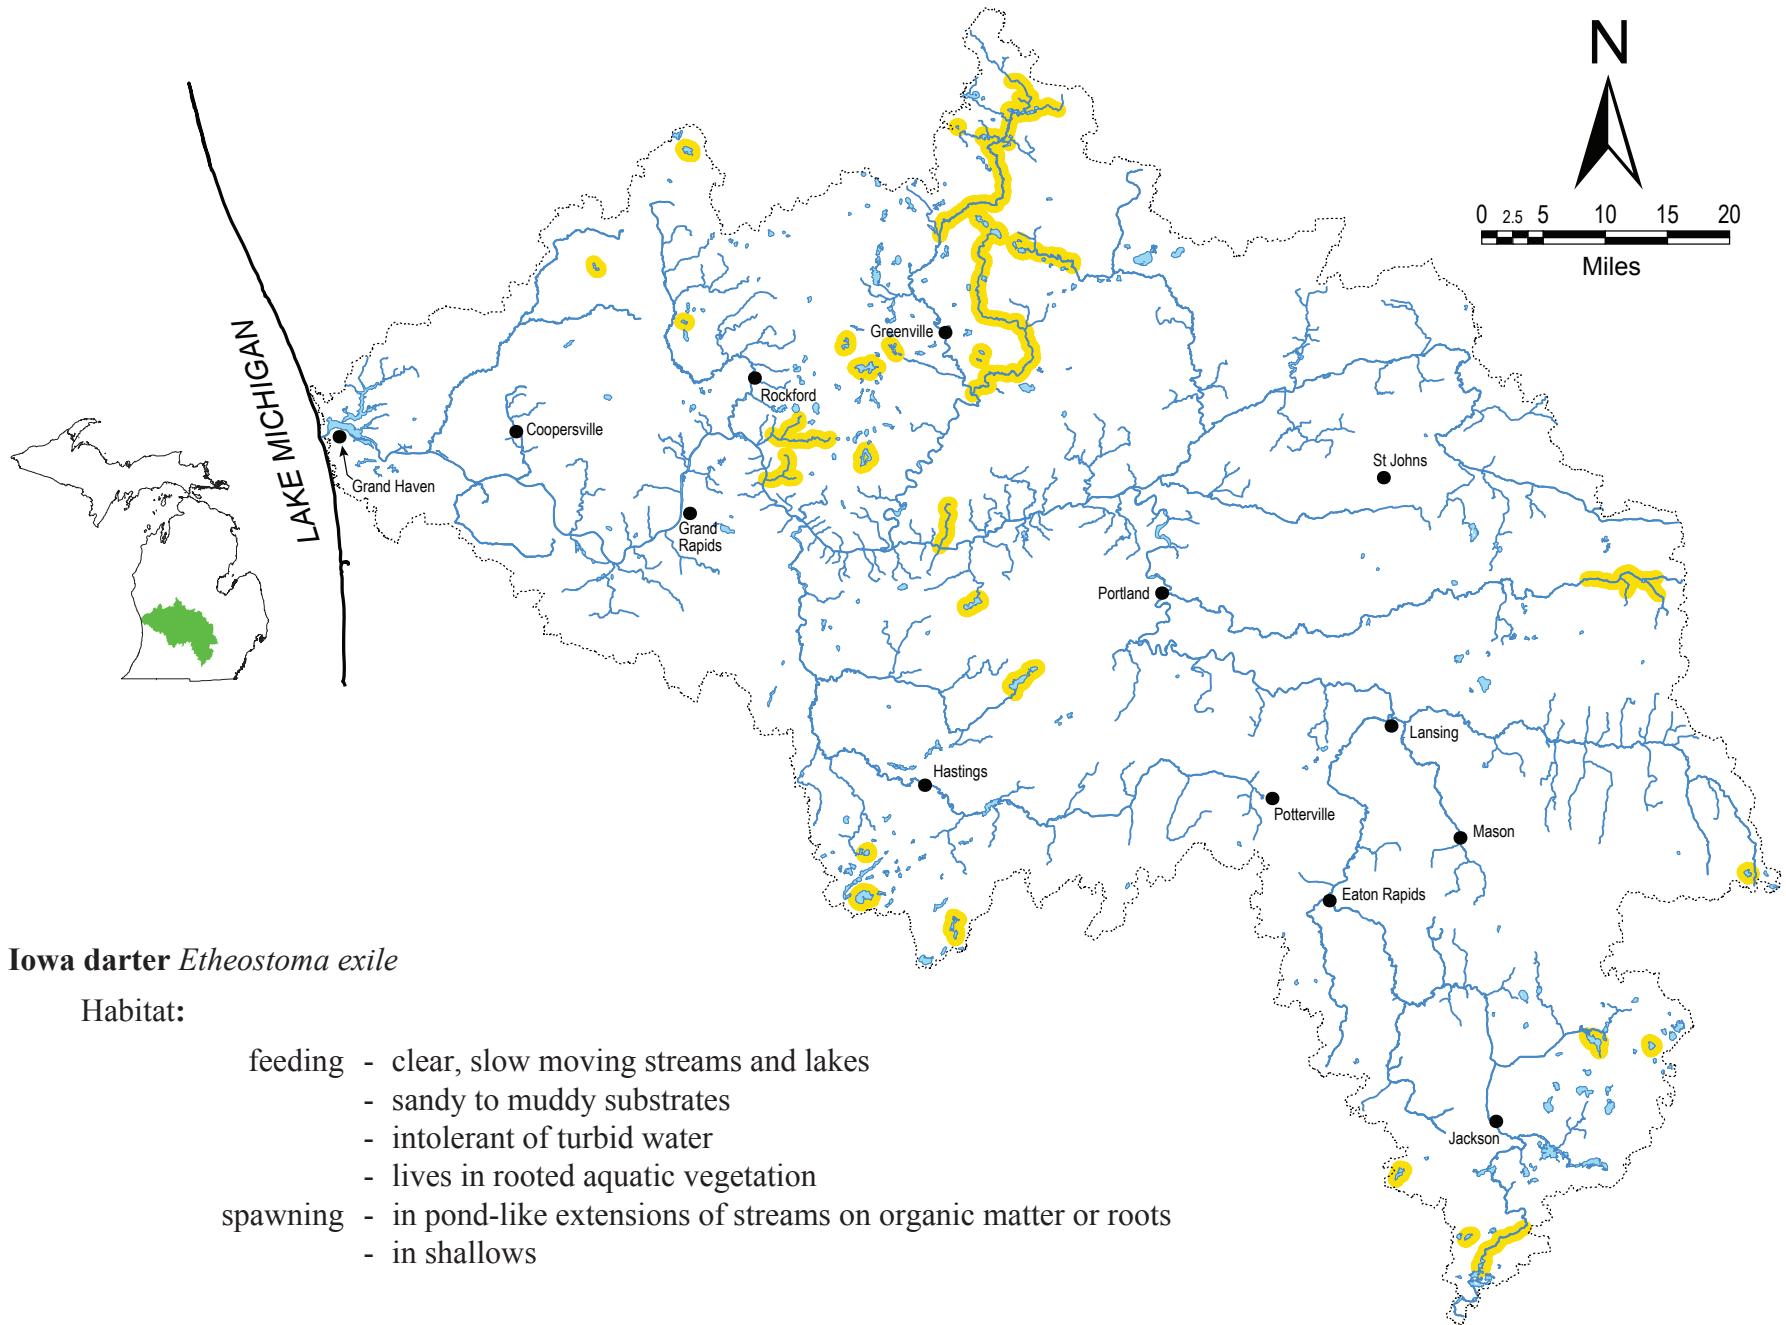 N
0 2.5 5 10 15 20
Miles
LAKE MICHIGAN
Greenville
Rockford
Coopersville
Grand Haven
St Johns
Grand
Rapids
Portland
Lansing
Hastings
Potterville
Mason
Eaton Rapids
Jackson
Iowa darter Etheostoma exile
Habitat:
feeding - clear, slow moving streams and lakes
- sandy to muddy substrates
- intolerant of turbid water
- lives in rooted aquatic vegetation
spawning - in pond-like extensions of streams on organic matter or roots
- in shallows